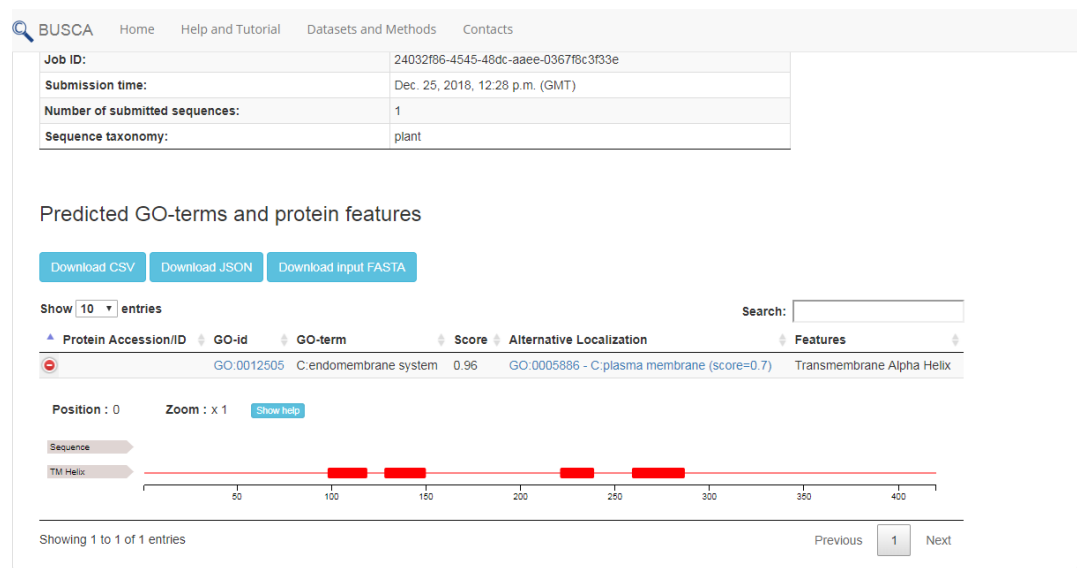 BUSCA Home Help and Tutorial Datasets and Methods Contacts
Job ID: 24032f86-4545-48dc-aaee-0367f8c3f33e
Submission time: Dec. 25, 2018, 12:28 p.m. (GMT)
Number of submitted sequences: 1
Sequence taxonomy: plant
Predicted GO-terms and protein features
Download CSV Download JSON Download input FASTA
Show 10 entries Search:
Protein Accession/ID GO-id GO-term Score Alternative Localization Features
GO:0012505 C:endomembrane system 0.96 GO:0005886 - C:plasma membrane (score=0.7) Transmembrane Alpha Helix
Position : 0 Zoom : x 1 Show help
Sequence
TM Helix
50 100 150 200 250 300 350 400
Showing 1 to 1 of 1 entries Previous 1 Next